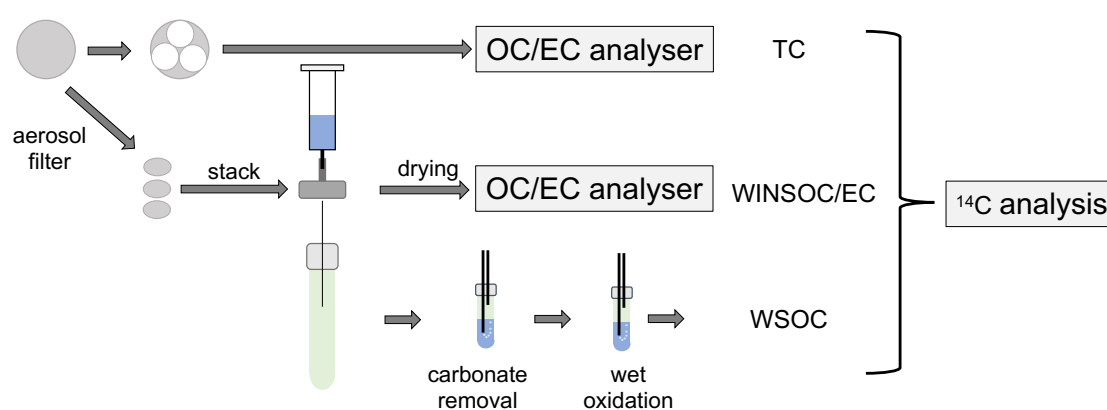 OC/EC analyser
TC
aerosol
filter
stack
drying
OC/EC analyser
WINSOC/EC
¹⁴C analysis
WSOC
carbonate
removal
wet
oxidation